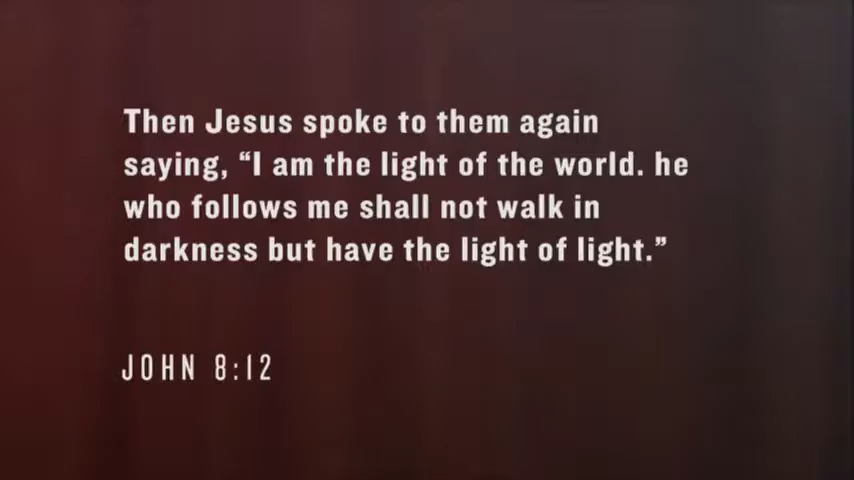 Then Jesus spoke to them again
saying, “I am the light of the world. he
who follows me shall not walk in
darkness but have the light of light.”
JOHN 8:12